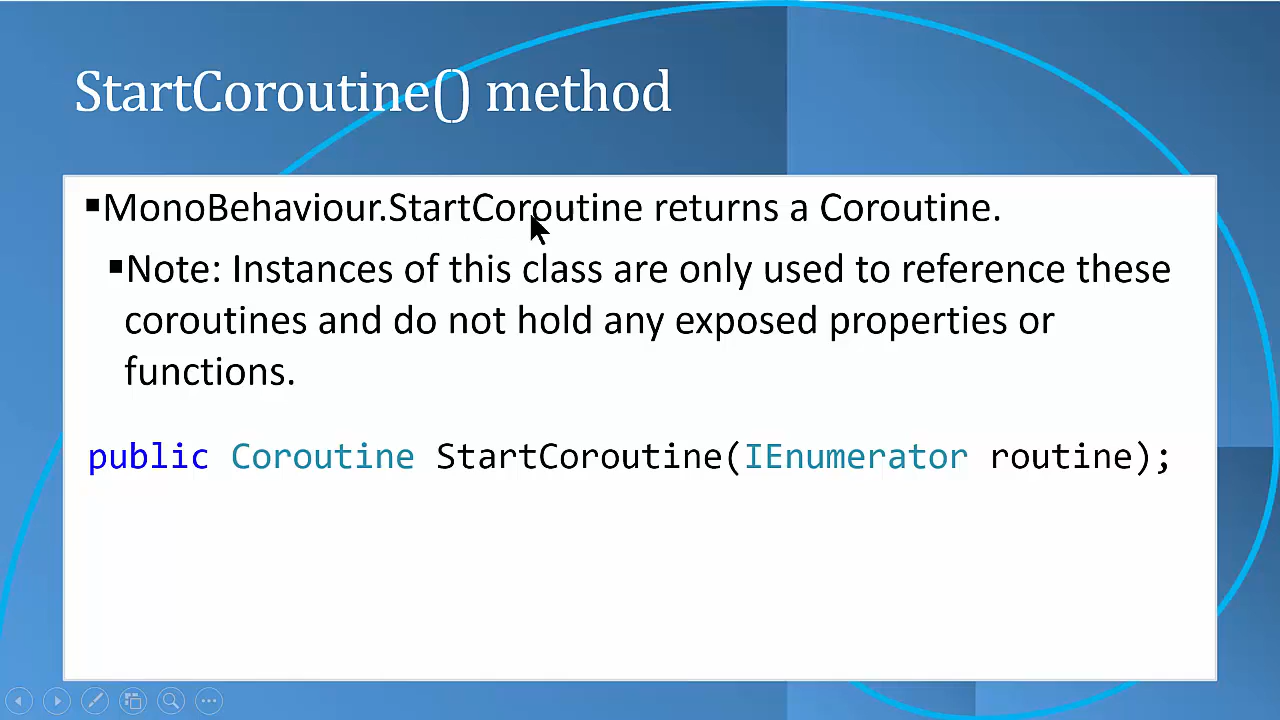 StartCoroutine() method
▪MonoBehaviour.StartCoroutine returns a Coroutine.
▪Note: Instances of this class are only used to reference these
coroutines and do not hold any exposed properties or
functions.
public Coroutine StartCoroutine(IEnumerator routine);